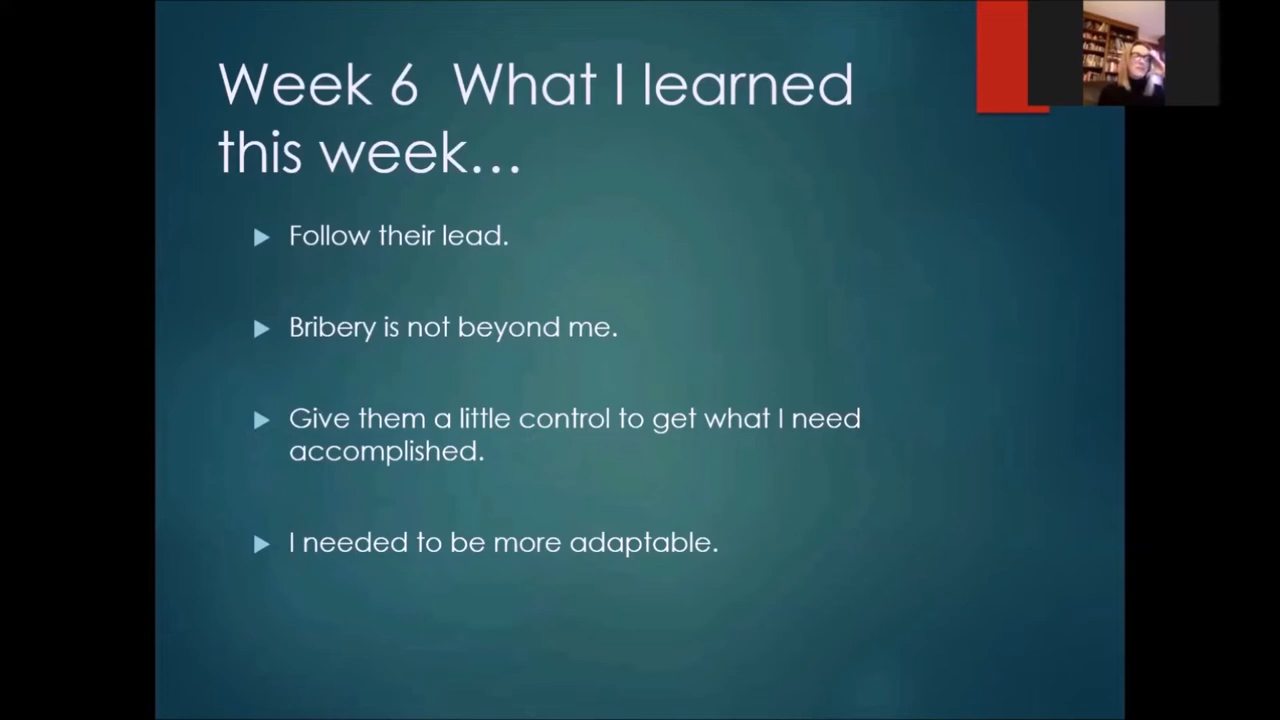 Week 6  What I learned
this week...
Follow their lead.
Bribery is not beyond me.
Give them a little control to get what I need
accomplished.
I needed to be more adaptable.